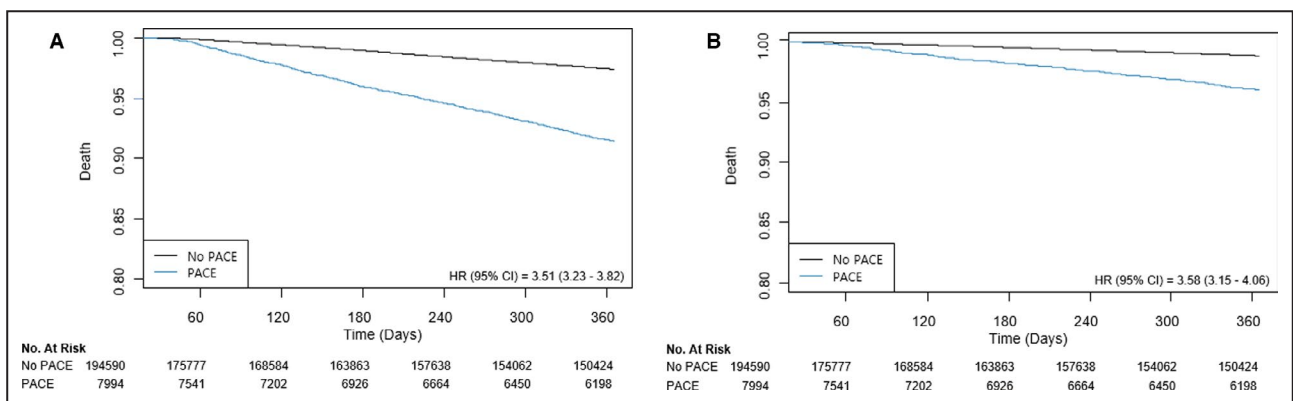 A
1.00
0.95
0.90
0.85
0.80
Death
No PACE
PACE
HR (95% CI) = 3.51 (3.23 - 3.82)
60 120 180 240 300 360
Time (Days)
No. At Risk
No PACE 194590 175777 168584 163863 157638 154062 150424
PACE 7994 7541 7202 6926 6664 6450 6198
B
1.00
0.95
0.90
0.85
0.80
Death
No PACE
PACE
HR (95% CI) = 3.58 (3.15 - 4.06)
60 120 180 240 300 360
Time (Days)
No. At Risk
No PACE 194590 175777 168584 163863 157638 154062 150424
PACE 7994 7541 7202 6926 6664 6450 6198